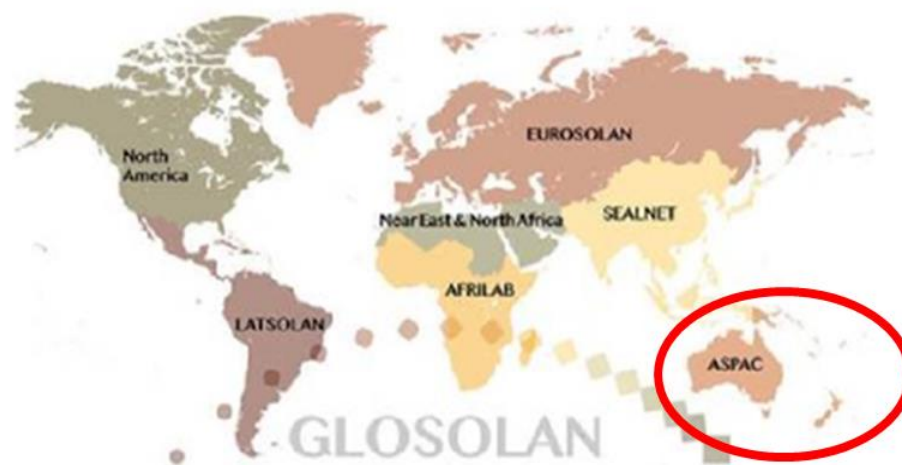 EUROSOLAN
North
America
SEALNET
Near East & North Africa
AFRILAB
LATSOLAN
ASPAC
GLOSOLAN